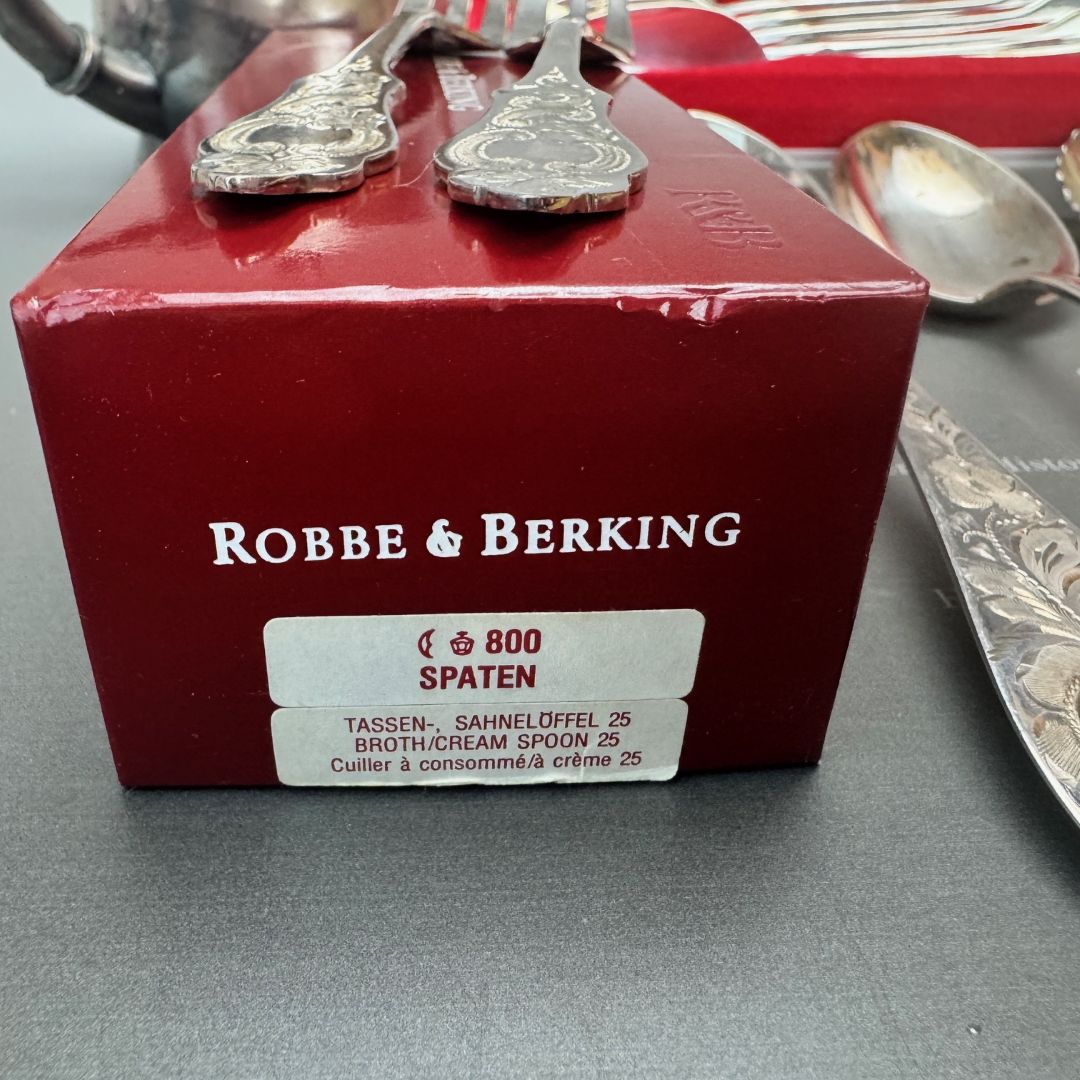 R&B
ROBBE & BERKING
800
SPATEN
TASSEN-, SAHNELÖFFEL 25
BROTH/CREAM SPOON 25
Cuiller à consommé/à crème 25